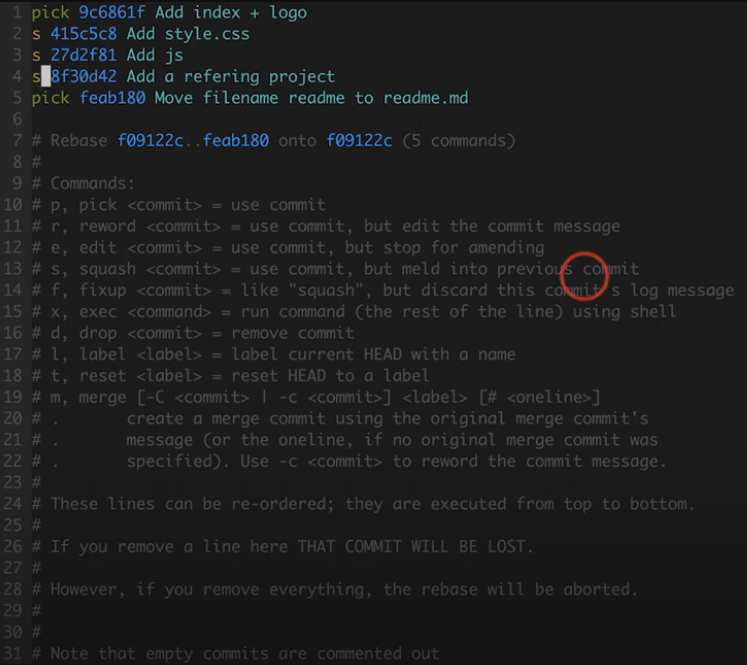 1 pick 9c6861f Add index + logo
2 s 415c5c8 Add style.css
3 s 27d2f81 Add js
4 s 8f30d42 Add a refering project
5 pick feab180 Move filename readme to readme.md
6
7 # Rebase f09122c..feab180 onto f09122c (5 commands)
8 #
9 # Commands:
10 # p, pick <commit> = use commit
11 # r, reword <commit> = use commit, but edit the commit message
12 # e, edit <commit> = use commit, but stop for amending
13 # s, squash <commit> = use commit, but meld into previous commit
14 # f, fixup <commit> = like "squash", but discard this commit's log message
15 # x, exec <command> = run command (the rest of the line) using shell
16 # d, drop <commit> = remove commit
17 # l, label <label> = label current HEAD with a name
18 # t, reset <label> = reset HEAD to a label
19 # m, merge [-C <commit> | -c <commit>] <label> [# <oneline>]
20 # . create a merge commit using the original merge commit's
21 # . message (or the oneline, if no original merge commit was
22 # . specified). Use -c <commit> to reword the commit message.
23 #
24 # These lines can be re-ordered; they are executed from top to bottom.
25 #
26 # If you remove a line here THAT COMMIT WILL BE LOST.
27 #
28 # However, if you remove everything, the rebase will be aborted.
29 #
30 #
31 # Note that empty commits are commented out